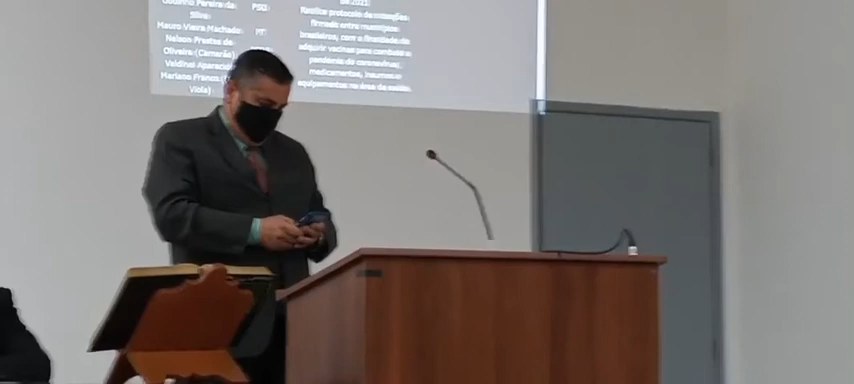 Godinho Pereira da
Silva)
PSD
de 2021
Ratifica protocolo de intenções
firmado entre municípios
Mauro Vieira Machado
brasileiros, com a finalidade de
Nelson Prestes de
PT
adquirir vacinas para combate à
Oliveira (Camarão)
pandemia do coronavírus,
Valdinei Aparecido
medicamentos, insumos e
Mariano Franco (
equipamentos na área da saúde.
Viola)